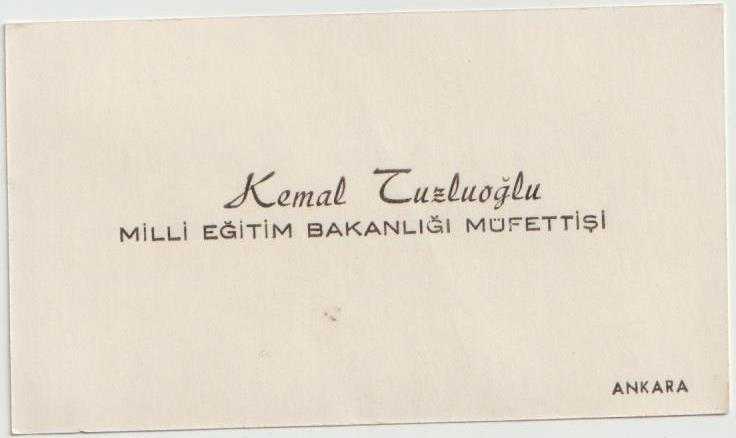 Kemal Tuzluoğlu
MİLLİ EĞİTİM BAKANLIĞI MÜFETTİŞİ
ANKARA